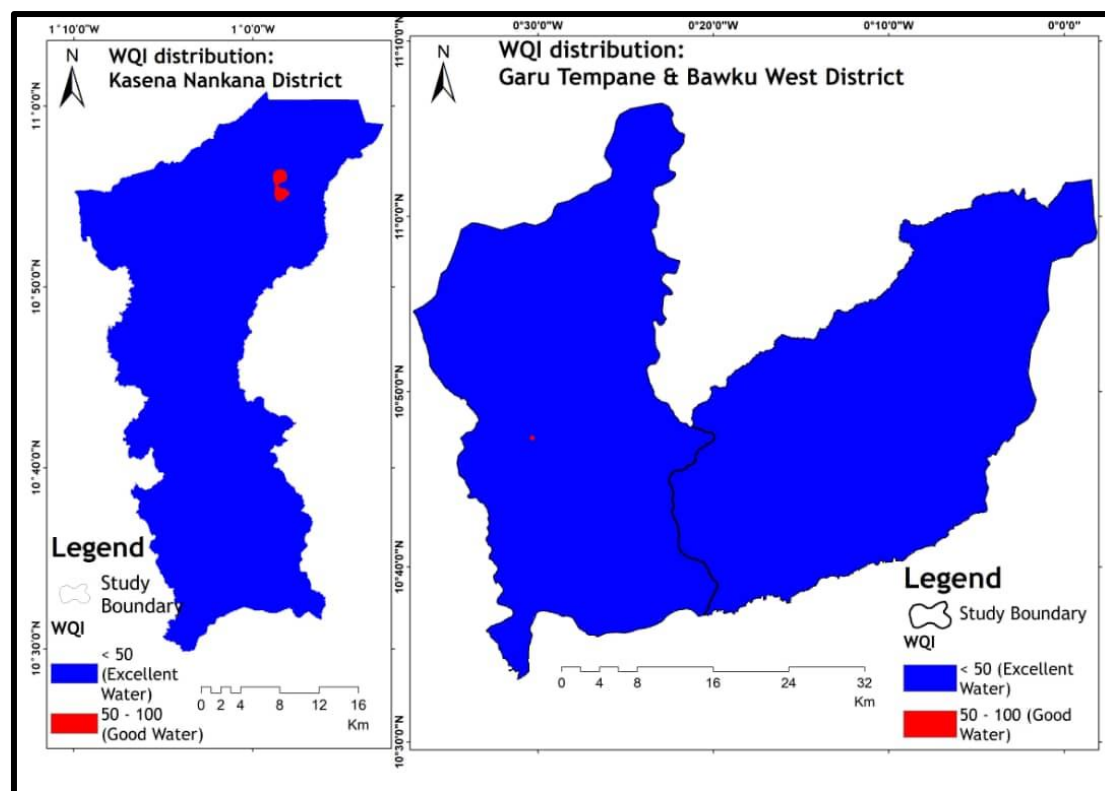 1°10'0"W
1°0'0"W
N
WQI distribution:
Kasena Nankana District
11°0'0"N
10°50'0"N
10°40'0"N
10°30'0"N
Legend
Study
Boundary
WQI
< 50
(Excellent
Water)
50 - 100
(Good Water)
0 2 4 8 12 16
Km
0°30'0"W
0°20'0"W
0°10'0"W
0°0'0"
N
WQI distribution:
Garu Tempane & Bawku West District
11°10'0"N
11°0'0"N
10°50'0"N
10°40'0"N
10°30'0"N
0 4 8 16 24 32
Km
Legend
Study Boundary
WQI
< 50 (Excellent
Water)
50 - 100 (Good
Water)